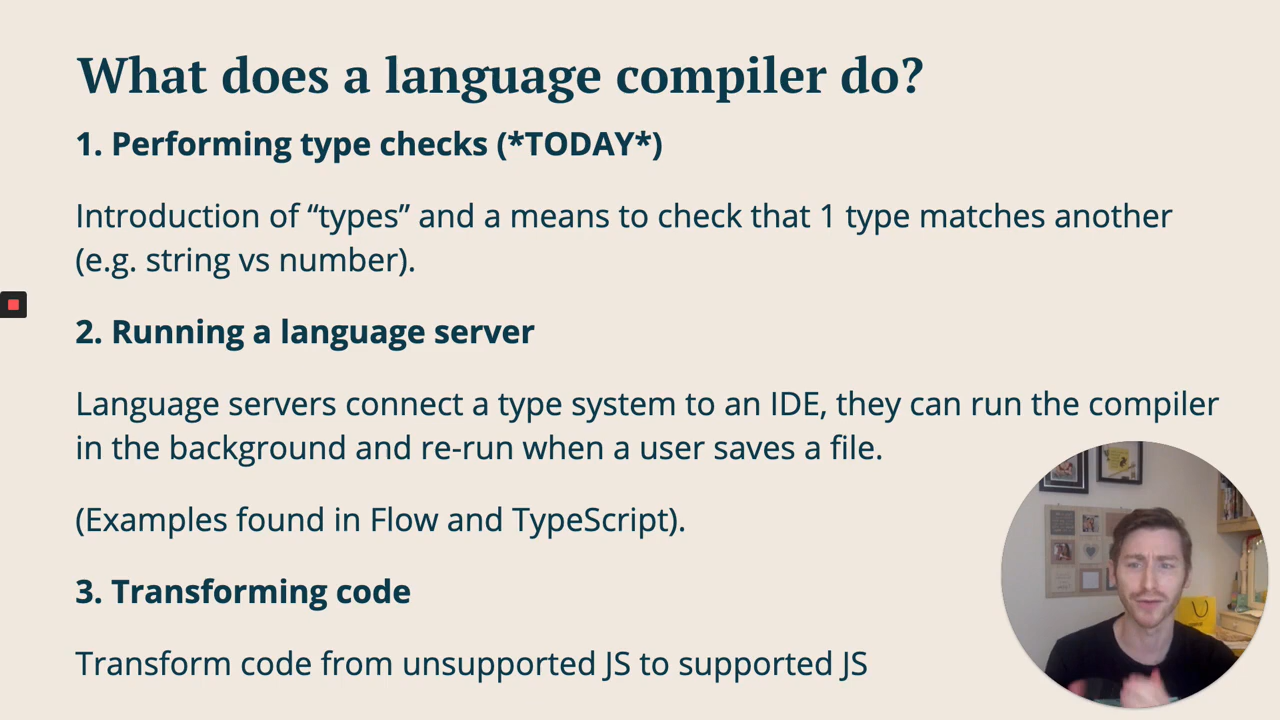 What does a language compiler do?
1. Performing type checks (*TODAY*)
Introduction of “types” and a means to check that 1 type matches another
(e.g. string vs number).
2. Running a language server
Language servers connect a type system to an IDE, they can run the compiler
in the background and re-run when a user saves a file.
(Examples found in Flow and TypeScript).
3. Transforming code
Transform code from unsupported JS to supported JS